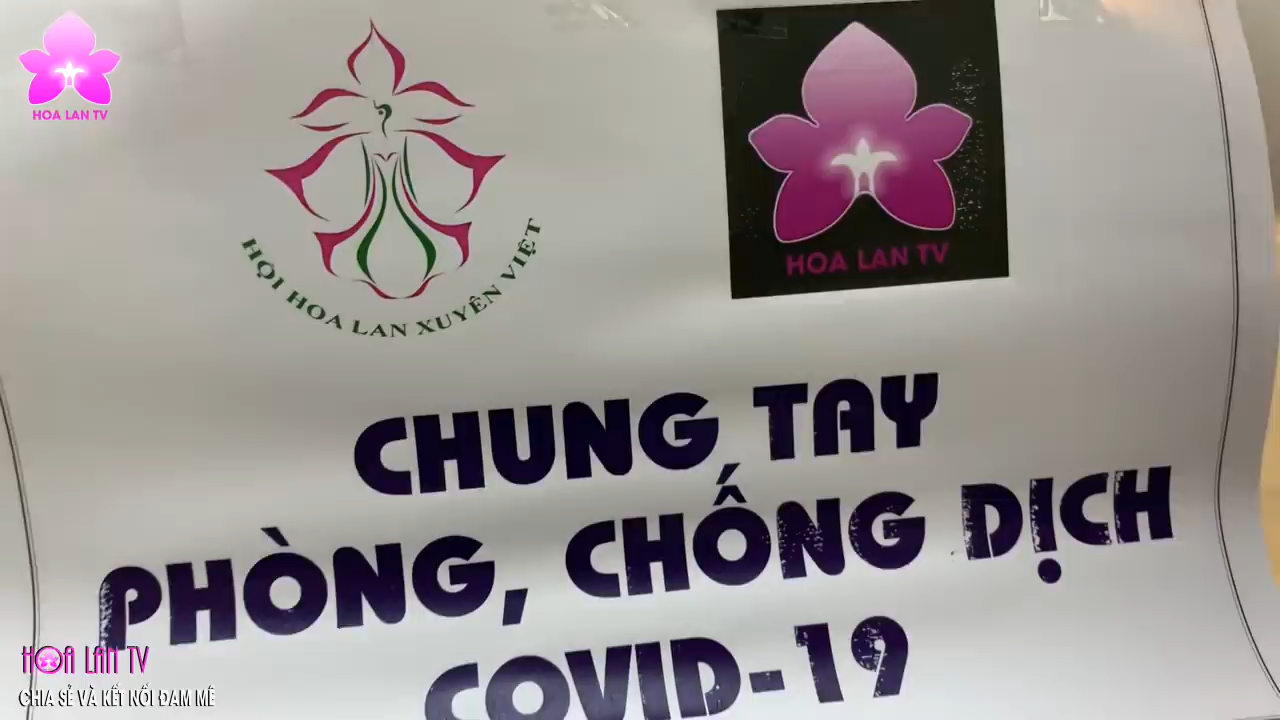 HOA LAN TV
HỘI HOA LAN XUYÊN VIỆT
HOA LAN TV
CHUNG TAY
PHÒNG, CHỐNG DỊCH
COVID-19
HOA LAN TV
CHIA SẺ VÀ KẾT NỐI ĐAM MÊ